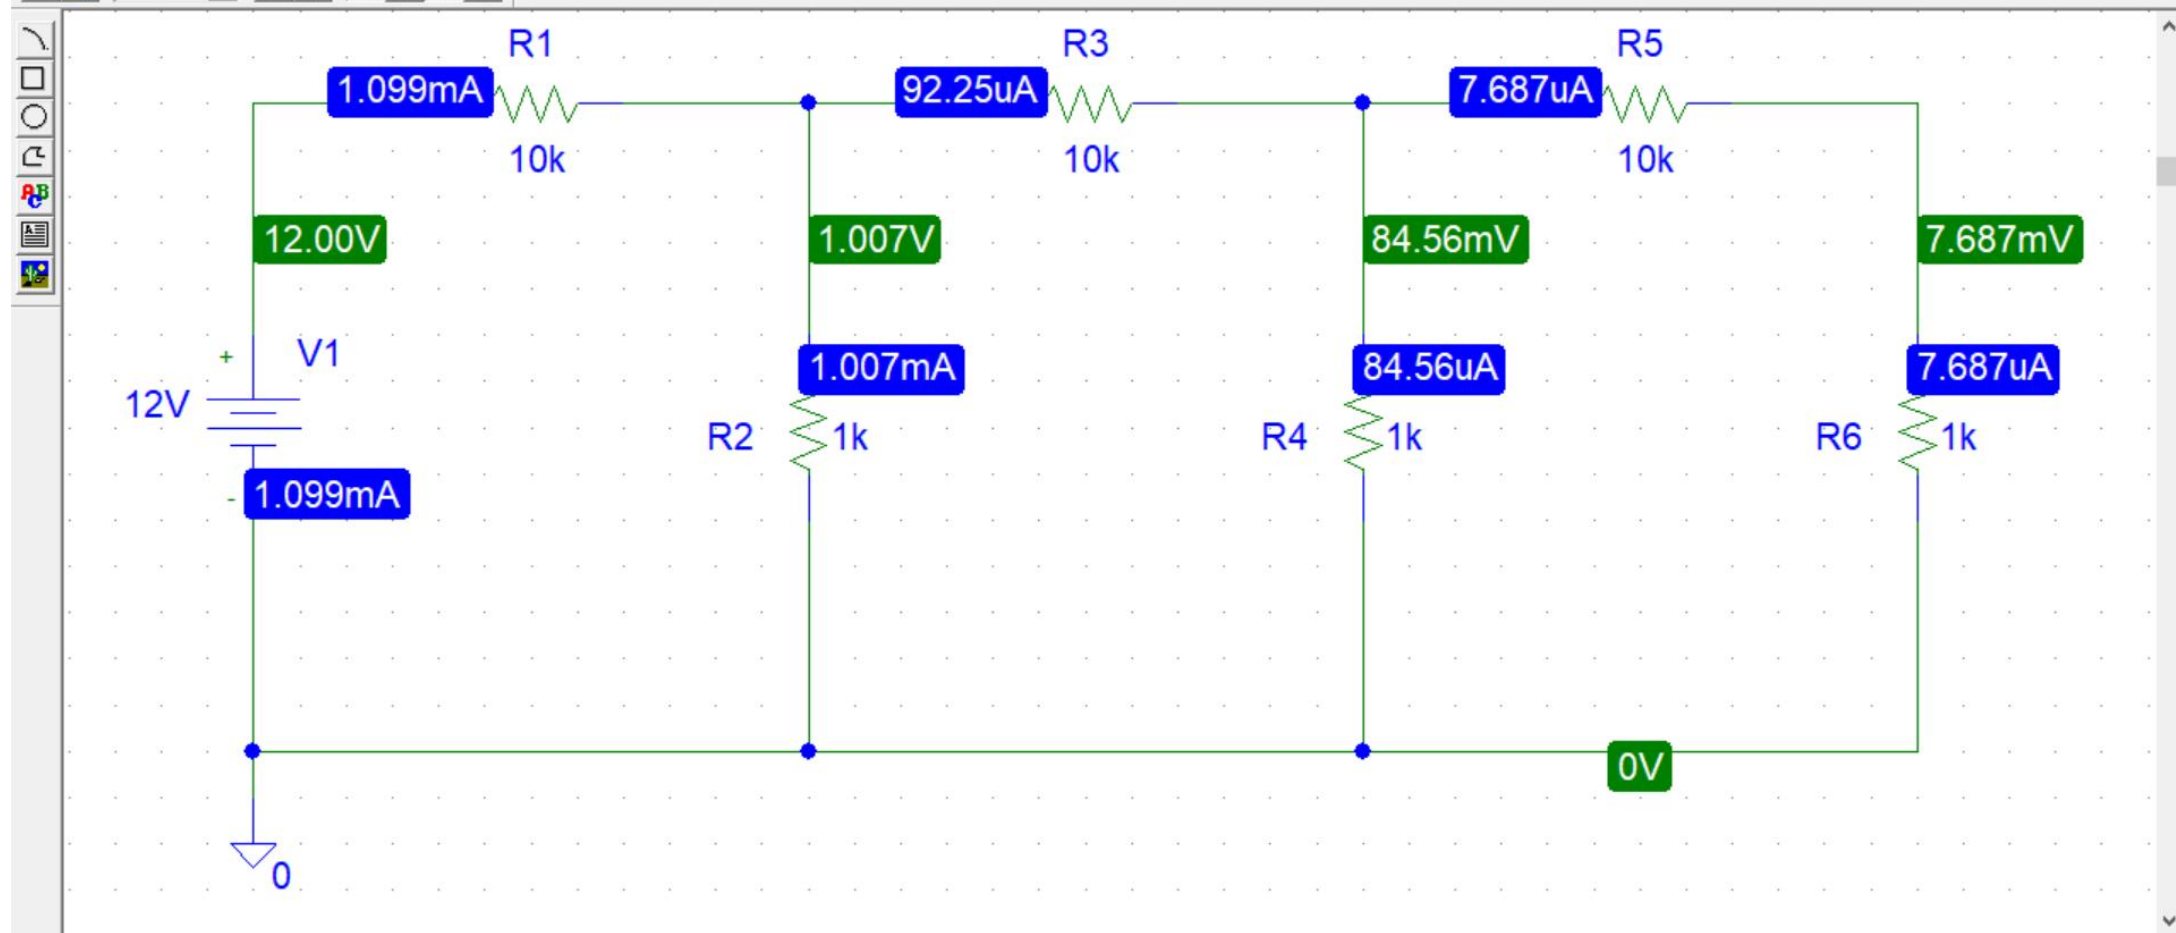 R1
R3
R5
1.099mA
92.25uA
7.687uA
10k
10k
10k
12.00V
1.007V
84.56mV
7.687mV
+
V1
12V
1.007mA
84.56uA
7.687uA
R2
1k
R4
1k
R6
1k
-
1.099mA
0V
0
ABC